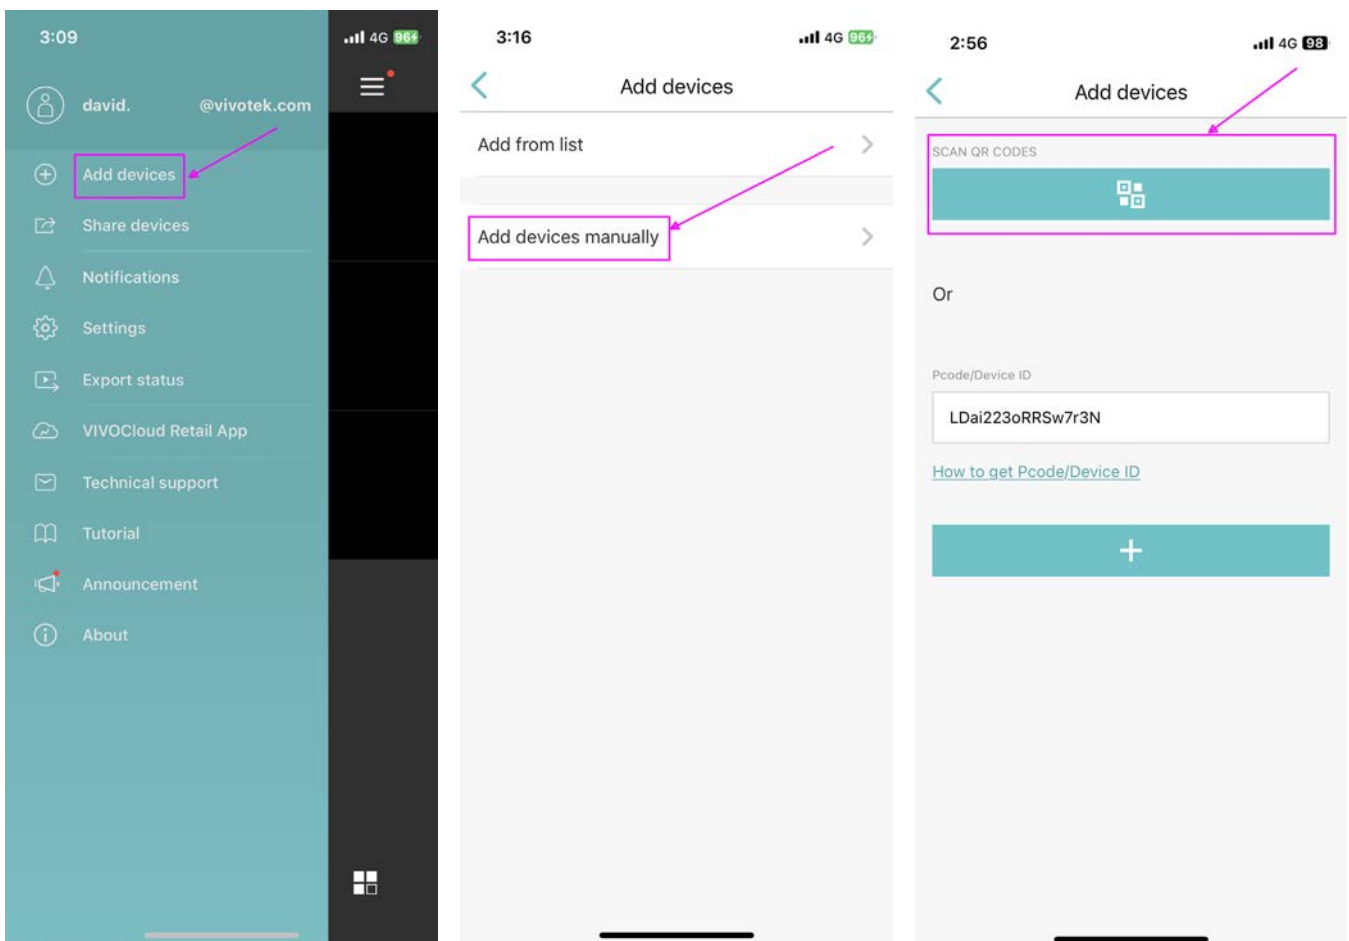 3:09
4G 96
david. @vivotek.com
Add devices
Share devices
Notifications
Settings
Export status
VIVOCloud Retail App
Technical support
Tutorial
Announcement
About
3:16
4G 96
Add devices
Add from list
Add devices manually
2:56
4G 98
Add devices
SCAN QR CODES
Or
Pcode/Device ID
LDai223oRRSw7r3N
How to get Pcode/Device ID
+